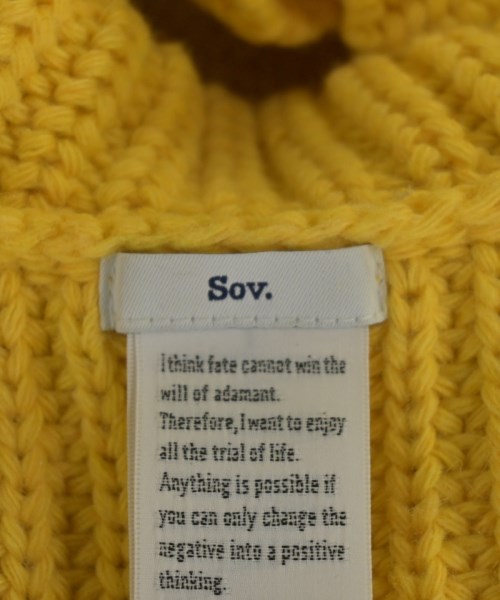 Sov.
I think fate cannot win the
will of adamant.
Therefore, I want to enjoy
all the trial of life.
Anything is possible if
you can only change the
negative into a positive
thinking.